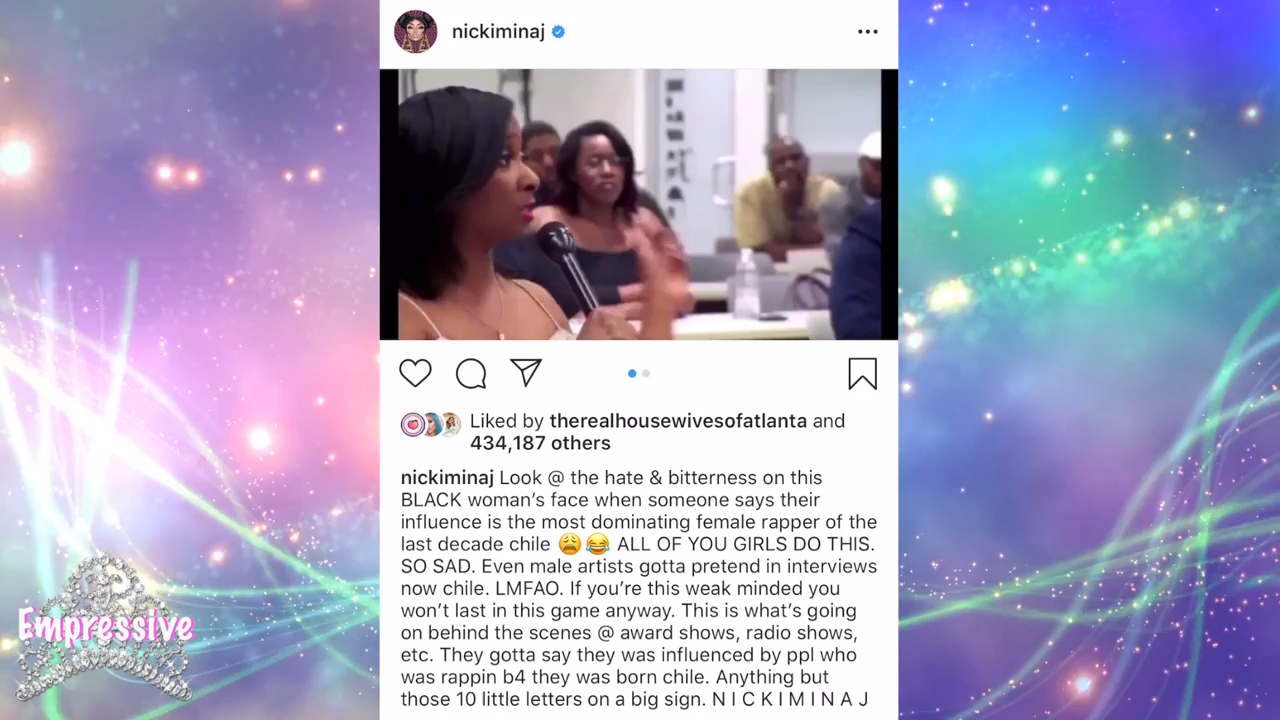 nickiminaj
Liked by therealhousewivesofatlanta and
434,187 others
nickiminaj Look @ the hate & bitterness on this
BLACK woman's face when someone says their
influence is the most dominating female rapper of the
last decade chile 😩😂 ALL OF YOU GIRLS DO THIS.
SO SAD. Even male artists gotta pretend in interviews
now chile. LMFAO. If you're this weak minded you
won't last in this game anyway. This is what's going
on behind the scenes @ award shows, radio shows,
etc. They gotta say they was influenced by ppl who
was rappin b4 they was born chile. Anything but
those 10 little letters on a big sign. N I C K I M I N A J
Empressive